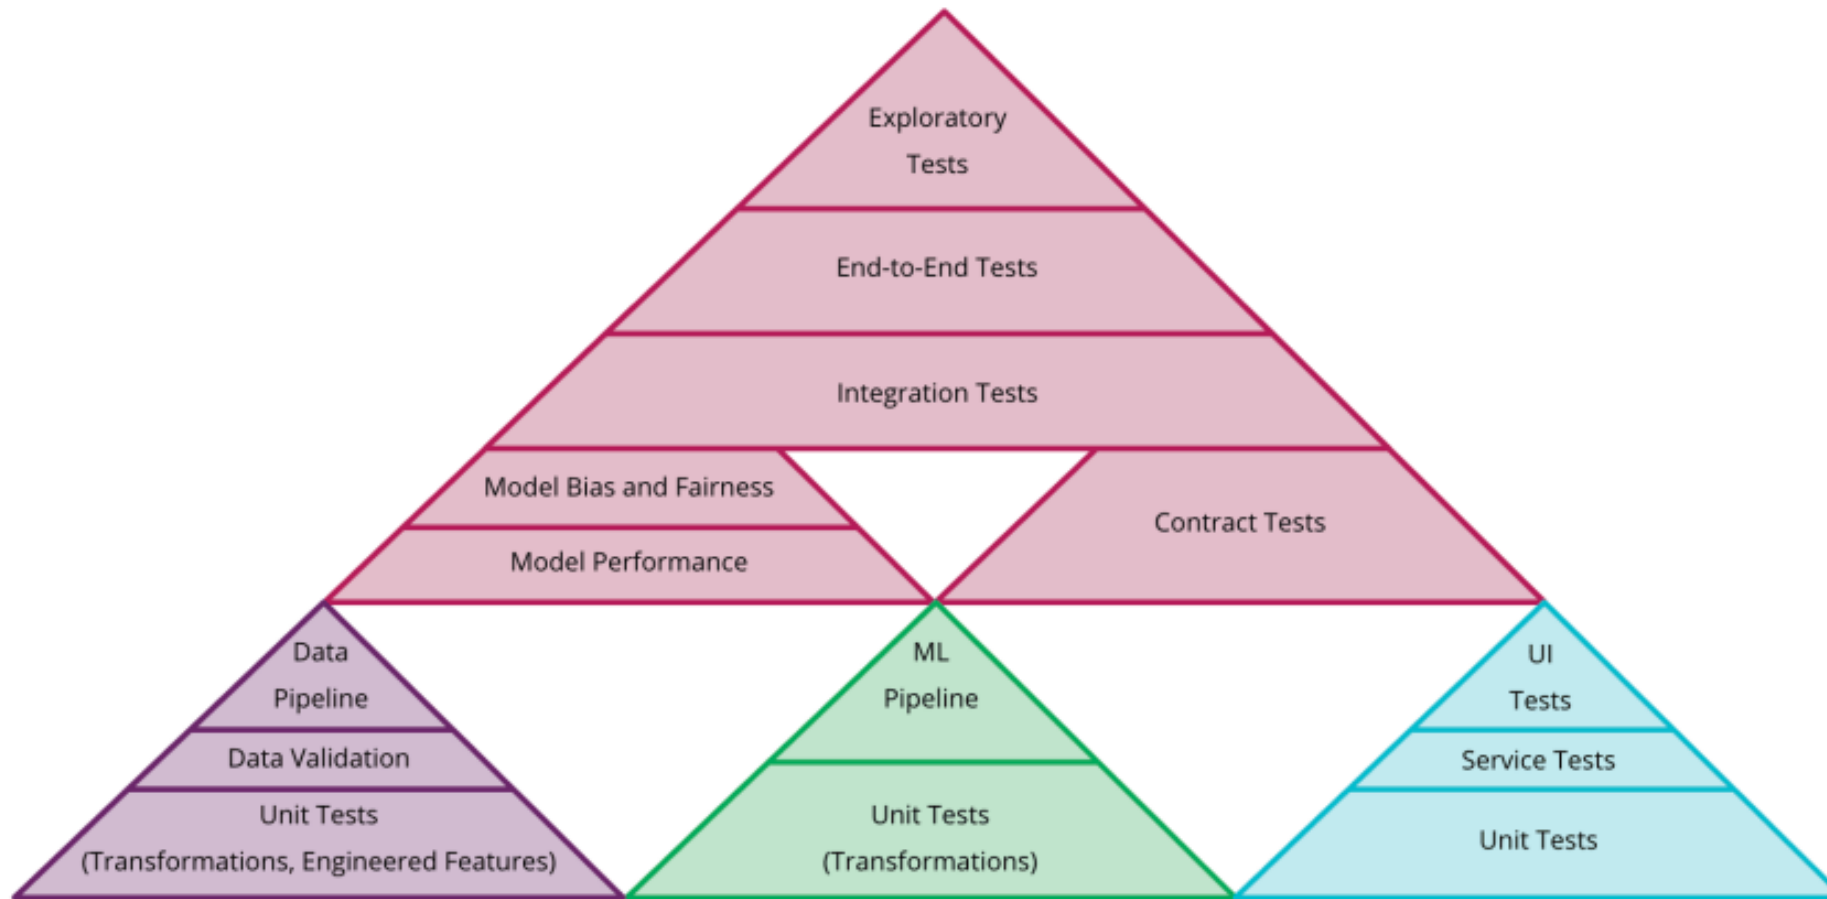 Exploratory
Tests
End-to-End Tests
Integration Tests
Model Bias and Fairness
Model Performance
Contract Tests
Data
Pipeline
Data Validation
Unit Tests
(Transformations, Engineered Features)
ML
Pipeline
Unit Tests
(Transformations)
UI
Tests
Service Tests
Unit Tests